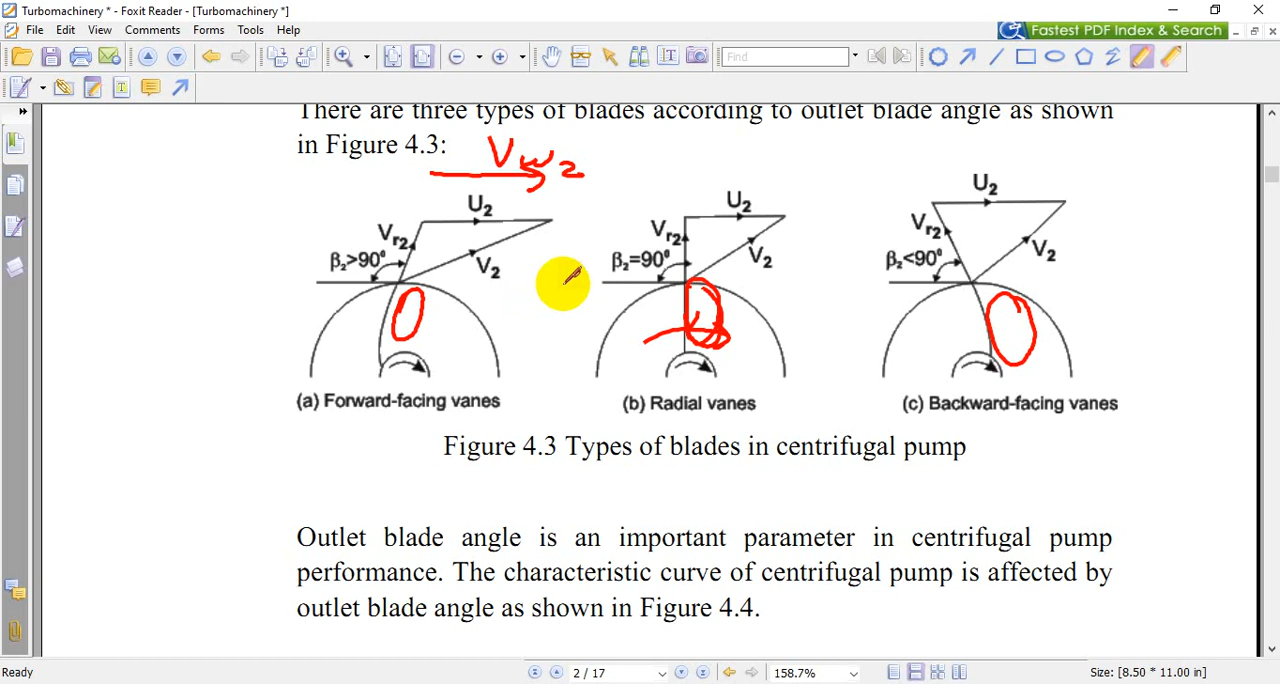 Turbomachinery * - Foxit Reader - [Turbomachinery *]
File Edit View Comments Forms Tools Help
Fastest PDF Index & Search
Find
There are three types of blades according to outlet blade angle as shown
in Figure 4.3:
Vw2
U2 U2 U2
Vr2 Vr2 Vr2
β2>90⁰ β2=90⁰ β2<90⁰
V2 V2 V2
(a) Forward-facing vanes (b) Radial vanes (c) Backward-facing vanes
Figure 4.3 Types of blades in centrifugal pump
Outlet blade angle is an important parameter in centrifugal pump
performance. The characteristic curve of centrifugal pump is affected by
outlet blade angle as shown in Figure 4.4.
Ready 2 / 17 158.7% Size: [8.50 * 11.00 in]